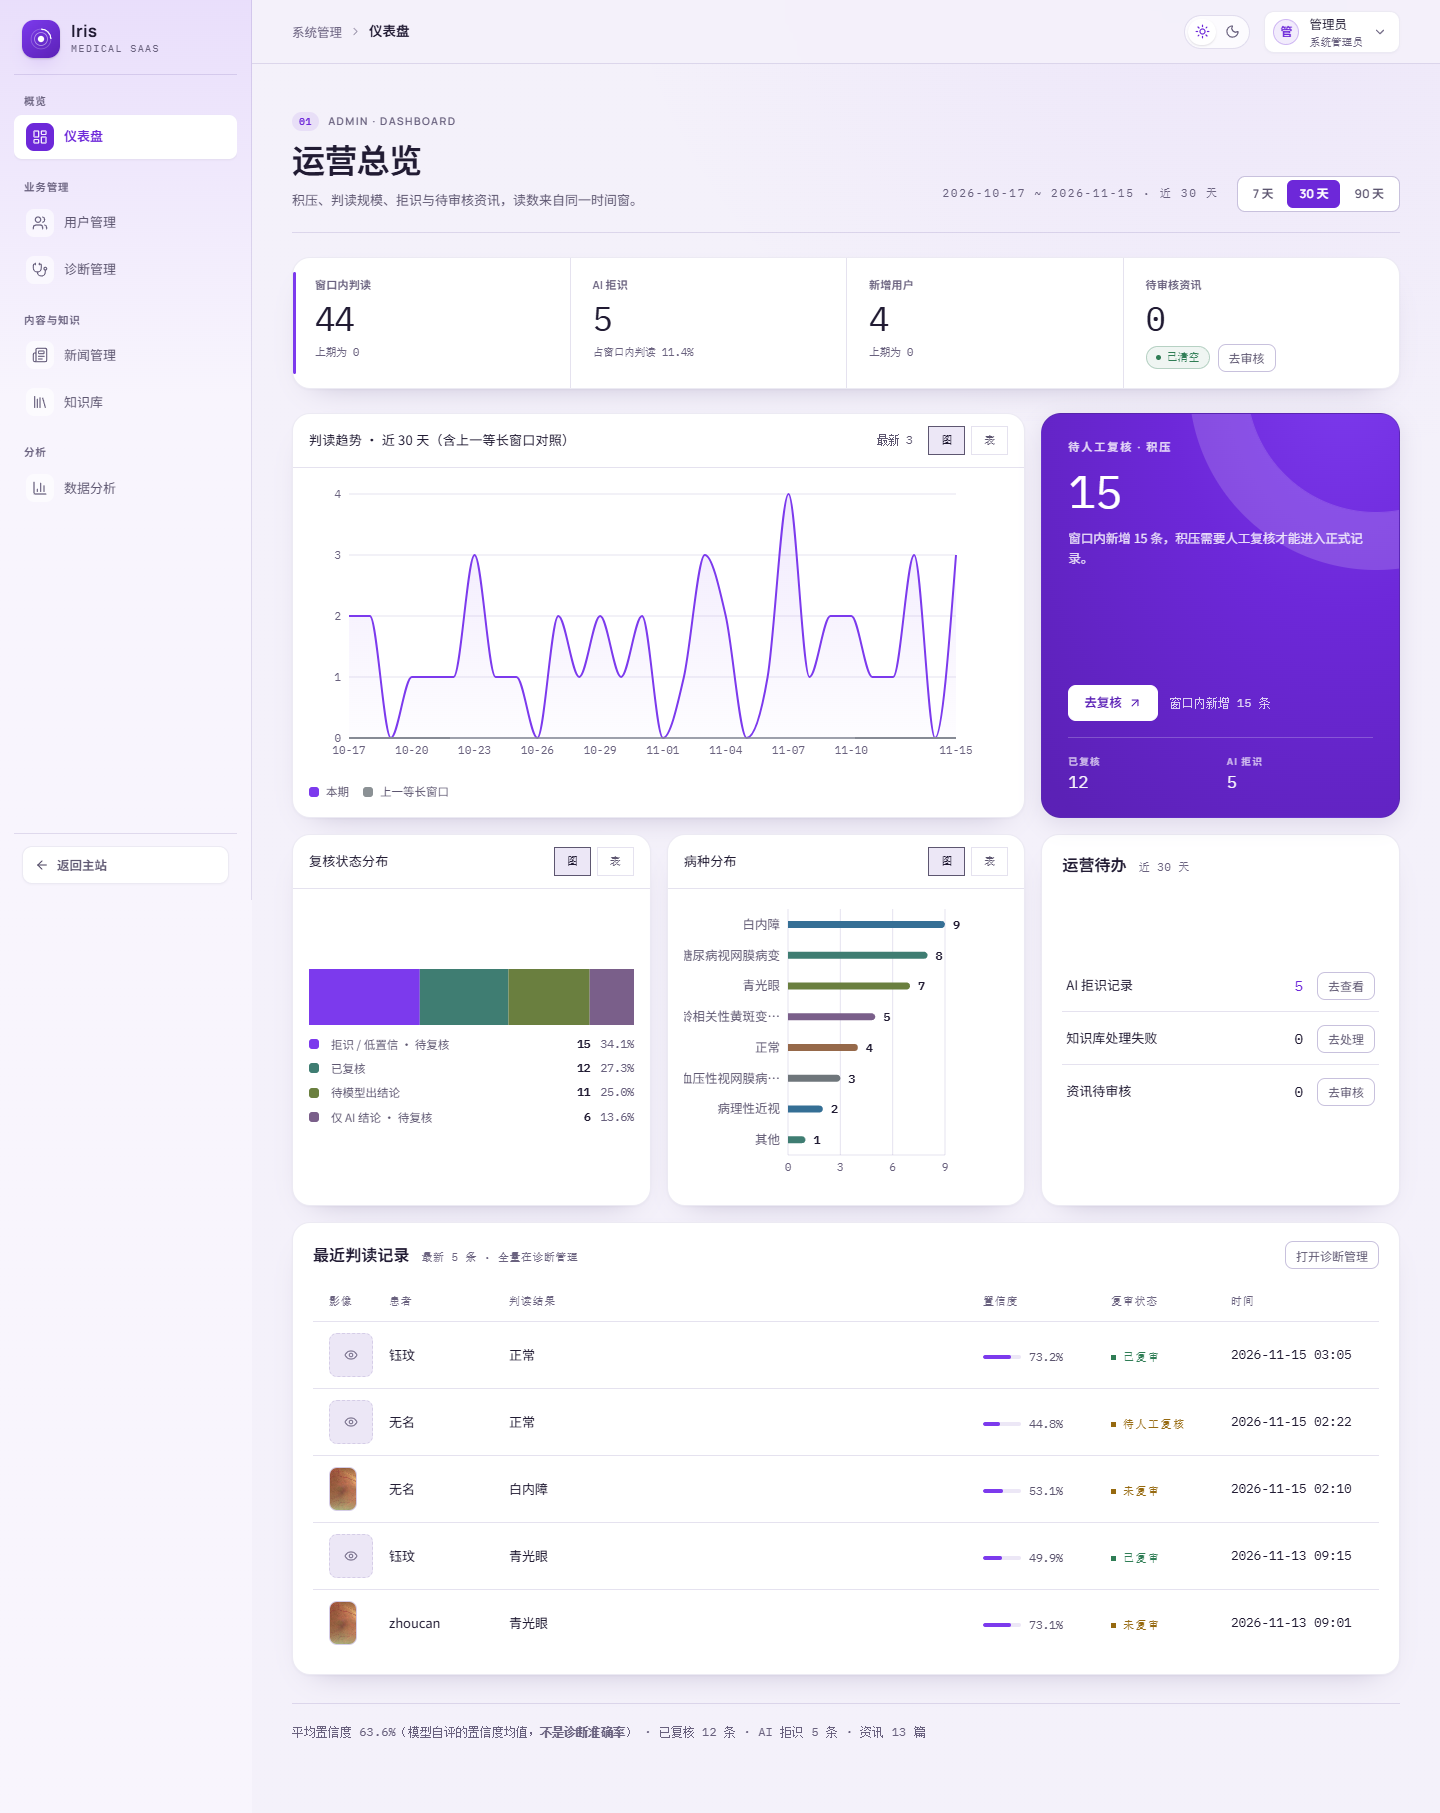 Iris
MEDICAL SAAS
概览
仪表盘
业务管理
用户管理
诊断管理
内容与知识
新闻管理
知识库
分析
数据分析
返回主站
系统管理 › 仪表盘
管
管理员
系统管理员
01 ADMIN · DASHBOARD
运营总览
积压、判读规模、拒识与待审核资讯，读数来自同一时间窗。
2026-10-17 ~ 2026-11-15 · 近 30 天
7 天 30 天 90 天
窗口内判读
44
上期为 0
AI 拒识
5
占窗口内判读 11.4%
新增用户
4
上期为 0
待审核资讯
0
已清空 去审核
判读趋势 · 近 30 天（含上一等长窗口对照）
最新 3 图 表
4
3
2
1
0
10-17 10-20 10-23 10-26 10-29 11-01 11-04 11-07 11-10 11-15
本期 上一等长窗口
待人工复核 · 积压
15
窗口内新增 15 条，积压需要人工复核才能进入正式记
录。
去复核 窗口内新增 15 条
已复核 AI 拒识
12 5
复核状态分布 图 表
拒识 / 低置信 · 待复核 15 34.1%
已复核 12 27.3%
待模型出结论 11 25.0%
仅 AI 结论 · 待复核 6 13.6%
病种分布 图 表
白内障 9
尿病视网膜病变 8
青光眼 7
相关性黄斑变… 5
正常 4
压性视网膜病… 3
病理性近视 2
其他 1
0 3 6 9
运营待办 近 30 天
AI 拒识记录 5 去查看
知识库处理失败 0 去处理
资讯待审核 0 去审核
最近判读记录 最新 5 条 · 全量在诊断管理 打开诊断管理
影像 患者 判读结果 置信度 复审状态 时间
钰玟 正常 73.2% 已复审 2026-11-15 03:05
无名 正常 44.8% 待人工复核 2026-11-15 02:22
无名 白内障 53.1% 未复审 2026-11-15 02:10
钰玟 青光眼 49.9% 已复审 2026-11-13 09:15
zhoucan 青光眼 73.1% 未复审 2026-11-13 09:01
平均置信度 63.6%（模型自评的置信度均值，不是诊断准确率） · 已复核 12 条 · AI 拒识 5 条 · 资讯 13 篇